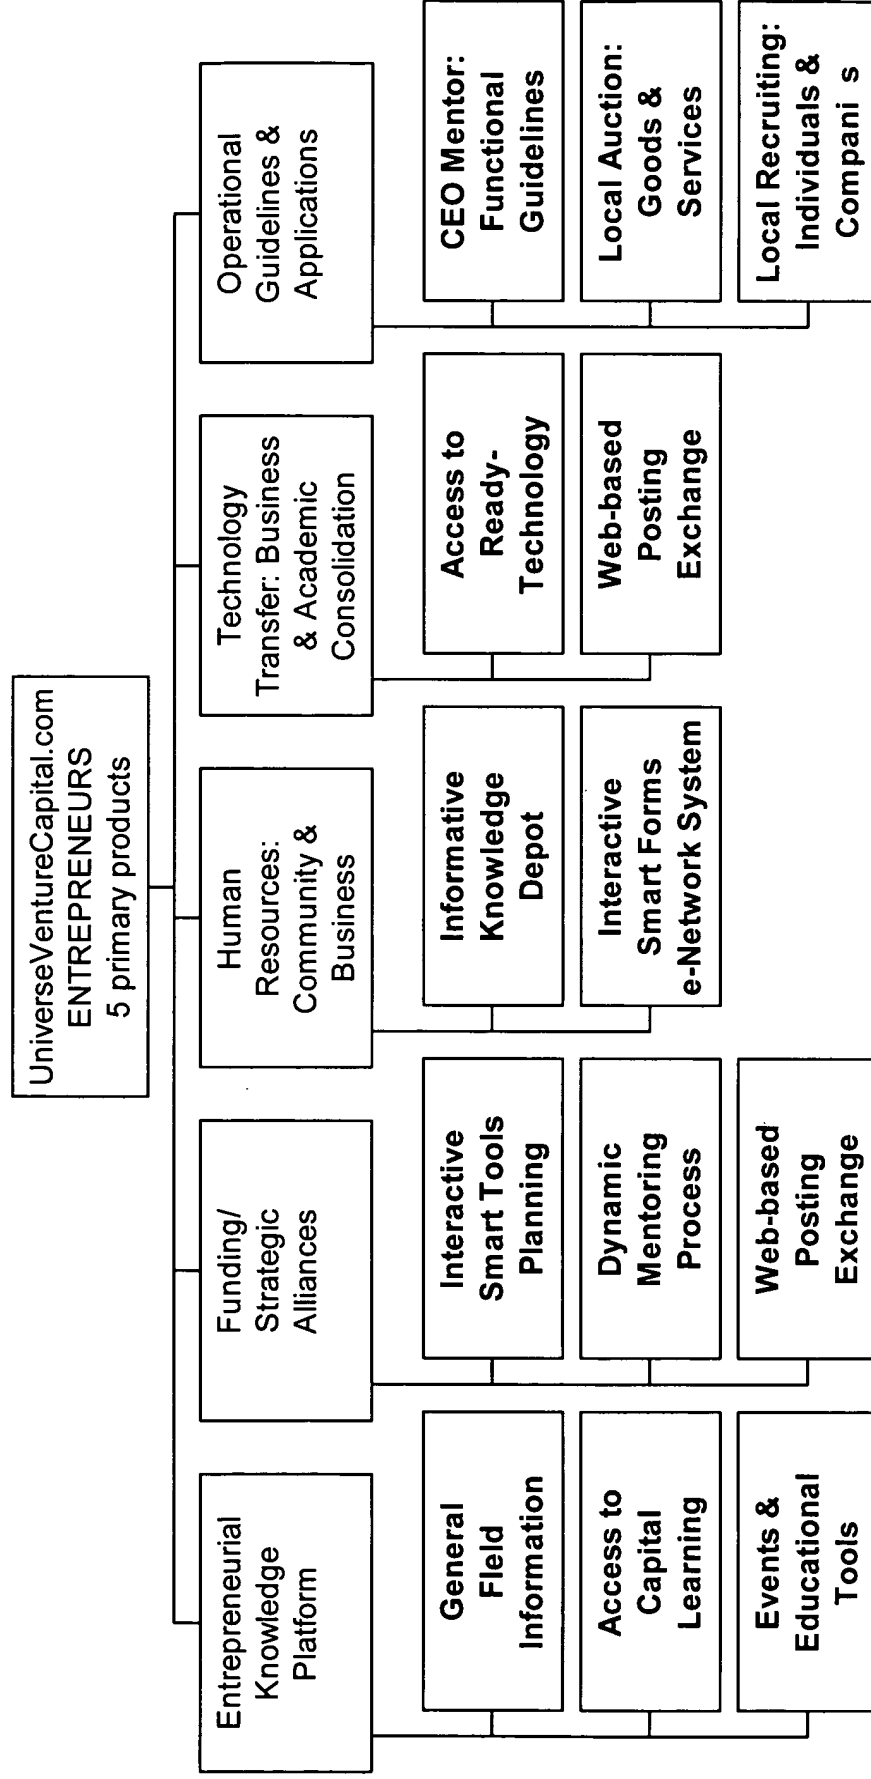 UniverseVentureCapital.com
ENTREPRENEURS
5 primary products
Entrepreneurial
Knowledge
Platform
General
FIeld
Information
Access to
Capital
Learning
Events &
Educational
Tools
Funding/
Strategic
Alliances
Interactive
Smart Tools
Planning
Dynamic
Mentoring
Process
Web-based
Posting
Exchange
Human
Resources:
Community &
Business
Informative
Knowledge
Depot
Interactive
Smart Forms
e-Network System
Technology
Transfer: Business
& Academic
Consolidation
Access to
Ready-
Technology
Web-based
Posting
Exchange
Operational
Guidelines &
Applications
CEO Mentor:
Functional
Guidelines
Local Auction:
Goods &
Services
Local Recruiting:
Individuals &
Compani s